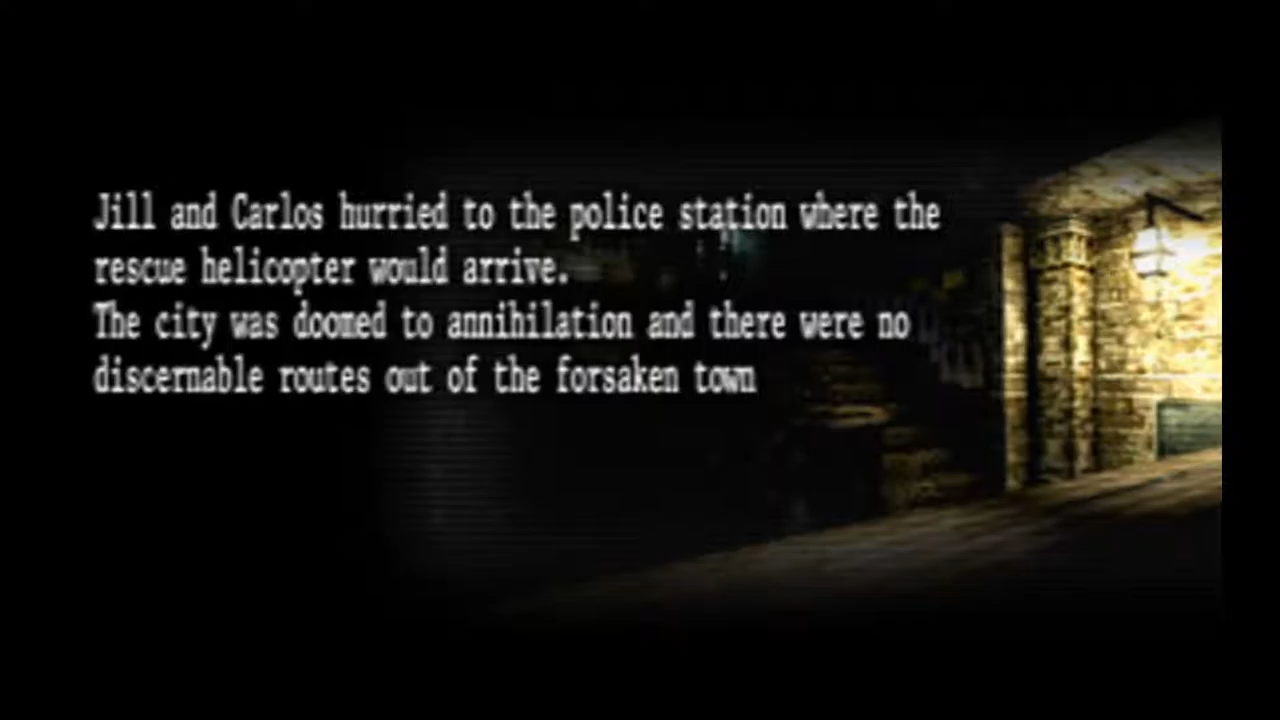 Jill and Carlos hurried to the police station where the
rescue helicopter would arrive.
The city was doomed to annihilation and there were no
discernable routes out of the forsaken town